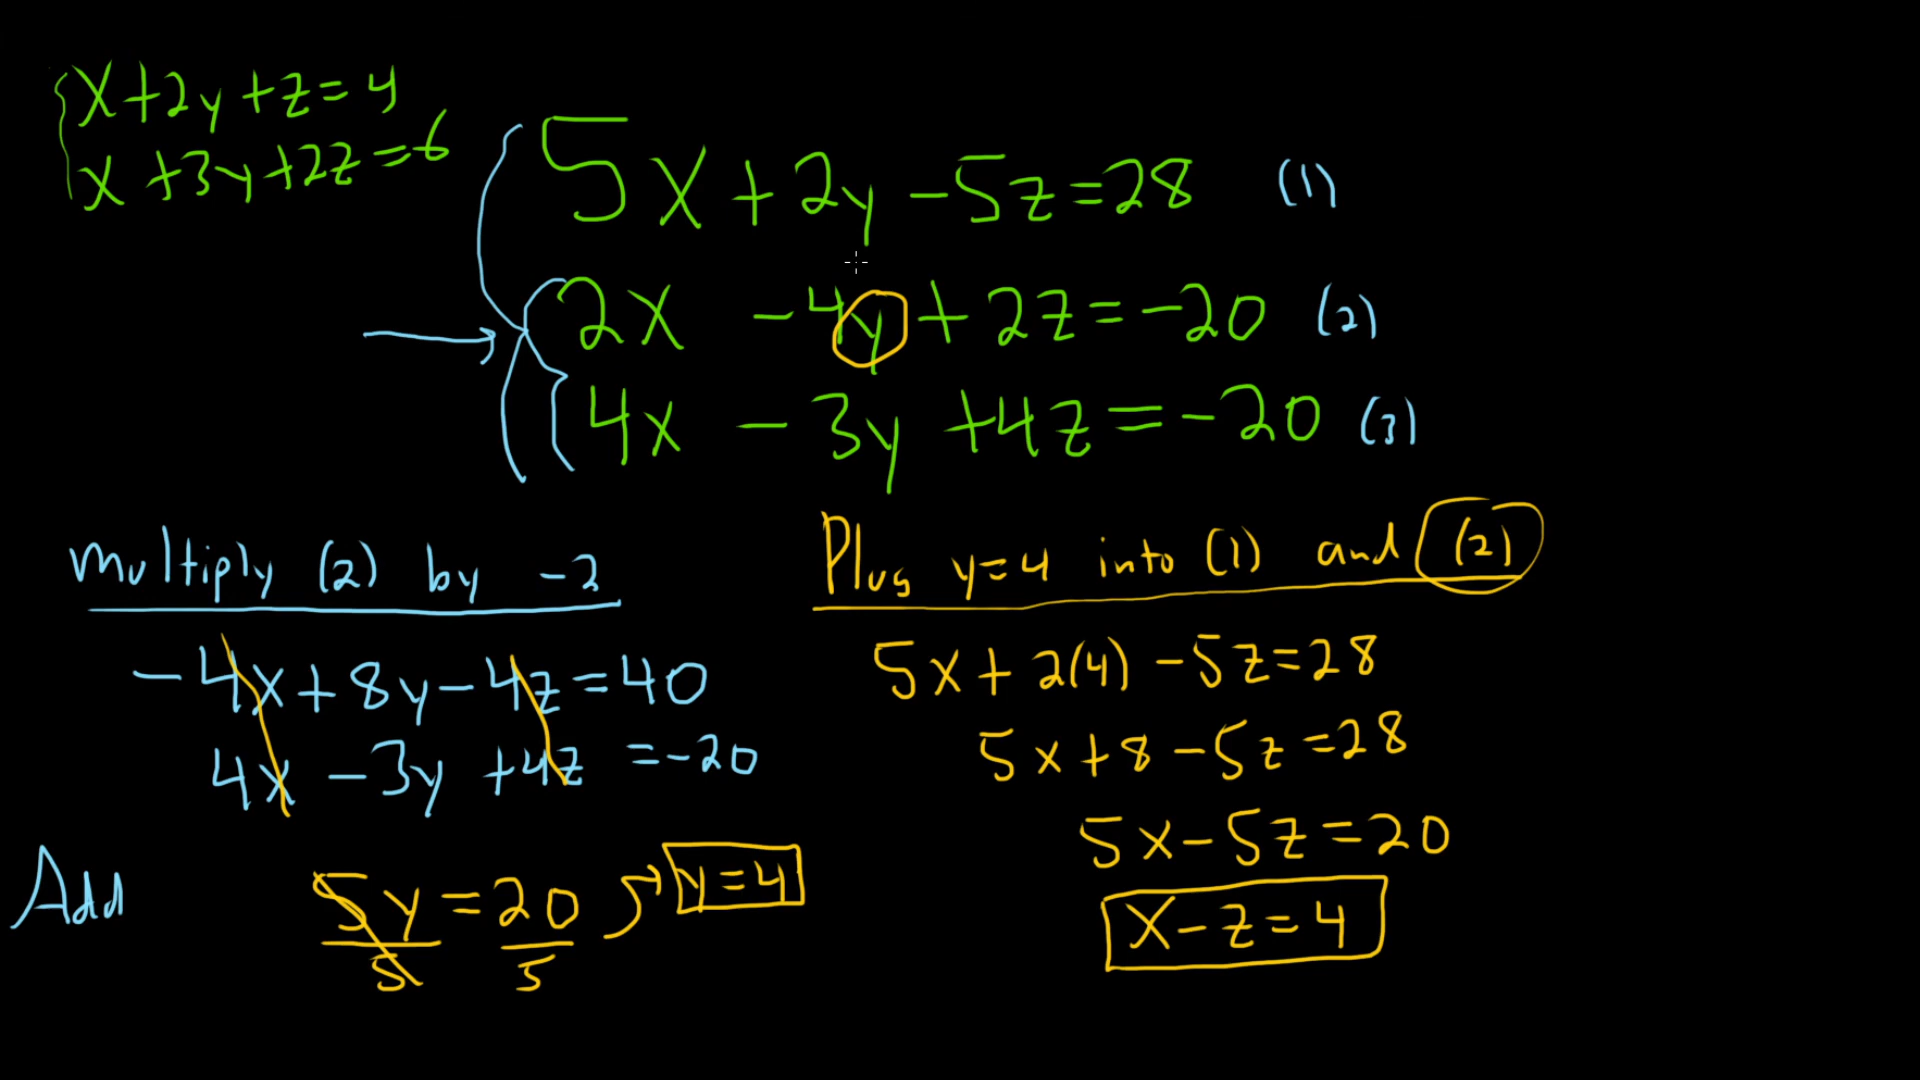 x+2y+z=4
x+3y+2z=6
5x+2y-5z=28 (1)
2x -4y+2z=-20 (2)
4x -3y +4z=-20 (3)
multiply (2) by -2
-4x+8y-4z=40
4x -3y +4z =-20
Add
5y=20 y=4
5 5
Plug y=4 into (1) and (2)
5x+2(4)-5z=28
5x+8-5z=28
5x-5z=20
x-z=4